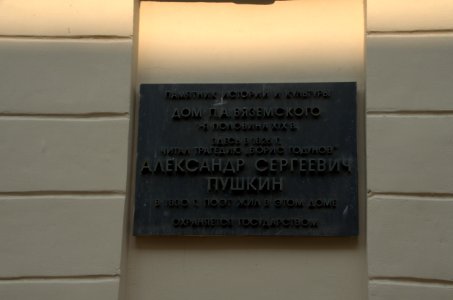 ПАМЯТНИК ИСТОРИИ И КУЛЬТУРЫ
ДОМ П.А.ВЯЗЕМСКОГО
I-Я ПОЛОВИНА XIX В.
ЗДЕСЬ В 1826 Г.
ЧИТАЛ ТРАГЕДИЮ „БОРИС ГОДУНОВ"
АЛЕКСАНДР СЕРГЕЕВИЧ
ПУШКИН
В 1830 Г. ПОЭТ ЖИЛ В ЭТОМ ДОМЕ
ОХРАНЯЕТСЯ ГОСУДАРСТВОМ